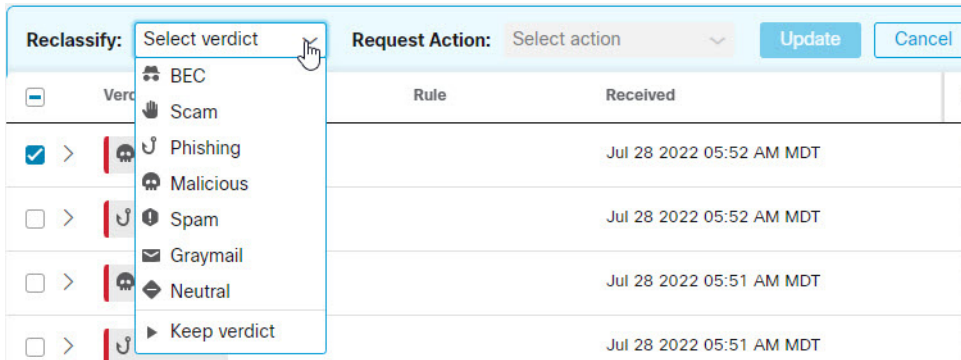 Reclassify: Select verdict Request Action: Select action Update Cancel
BEC
Verd Rule Received
Scam
Phishing
Jul 28 2022 05:52 AM MDT
Malicious
Spam
Jul 28 2022 05:52 AM MDT
Graymail
Neutral
Jul 28 2022 05:51 AM MDT
Keep verdict
Jul 28 2022 05:51 AM MDT